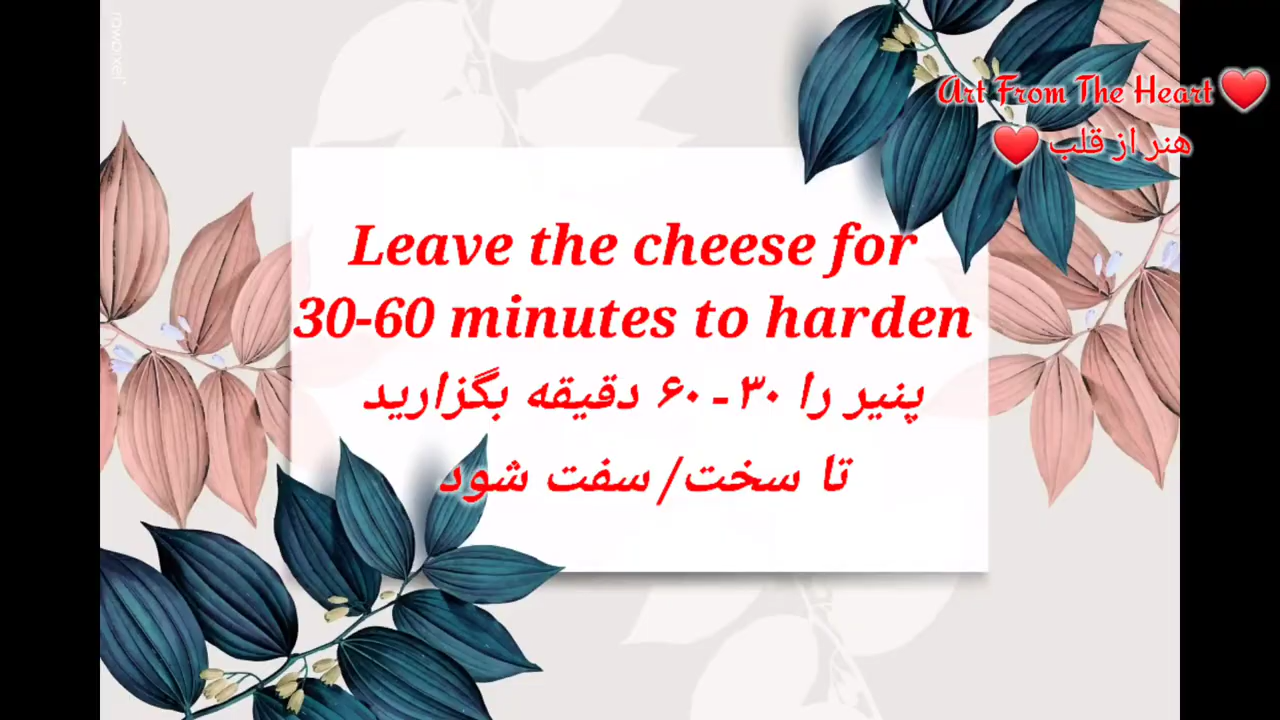 rawpixel
Art From The Heart ❤️
هنر از قلب ❤️
Leave the cheese for
30-60 minutes to harden
پنیر را ۳۰-۶۰ دقیقه بگزارید
تا سخت/سفت شود